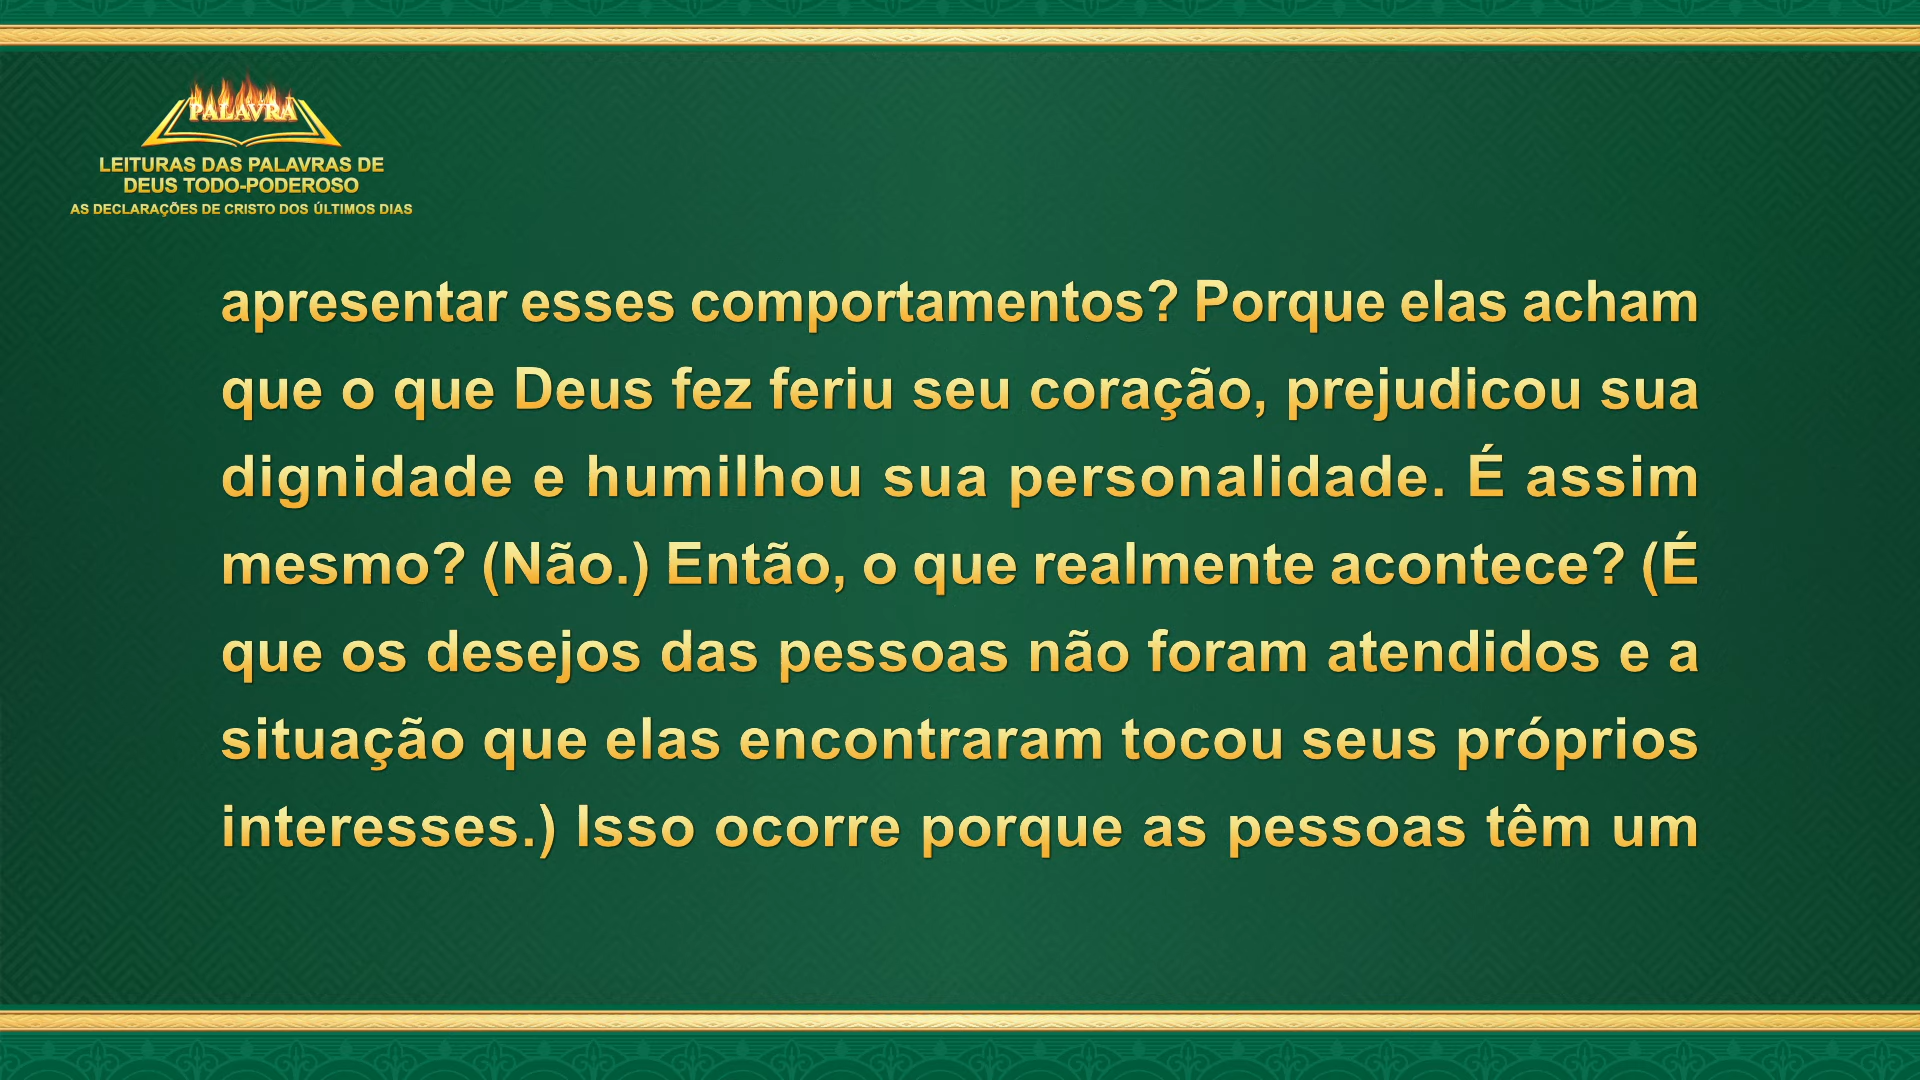 PALAVRA
LEITURAS DAS PALAVRAS DE
DEUS TODO-PODEROSO
AS DECLARAÇÕES DE CRISTO DOS ÚLTIMOS DIAS
apresentar esses comportamentos? Porque elas acham
que o que Deus fez feriu seu coração, prejudicou sua
dignidade e humilhou sua personalidade. É assim
mesmo? (Não.) Então, o que realmente acontece? (É
que os desejos das pessoas não foram atendidos e a
situação que elas encontraram tocou seus próprios
interesses.) Isso ocorre porque as pessoas têm um